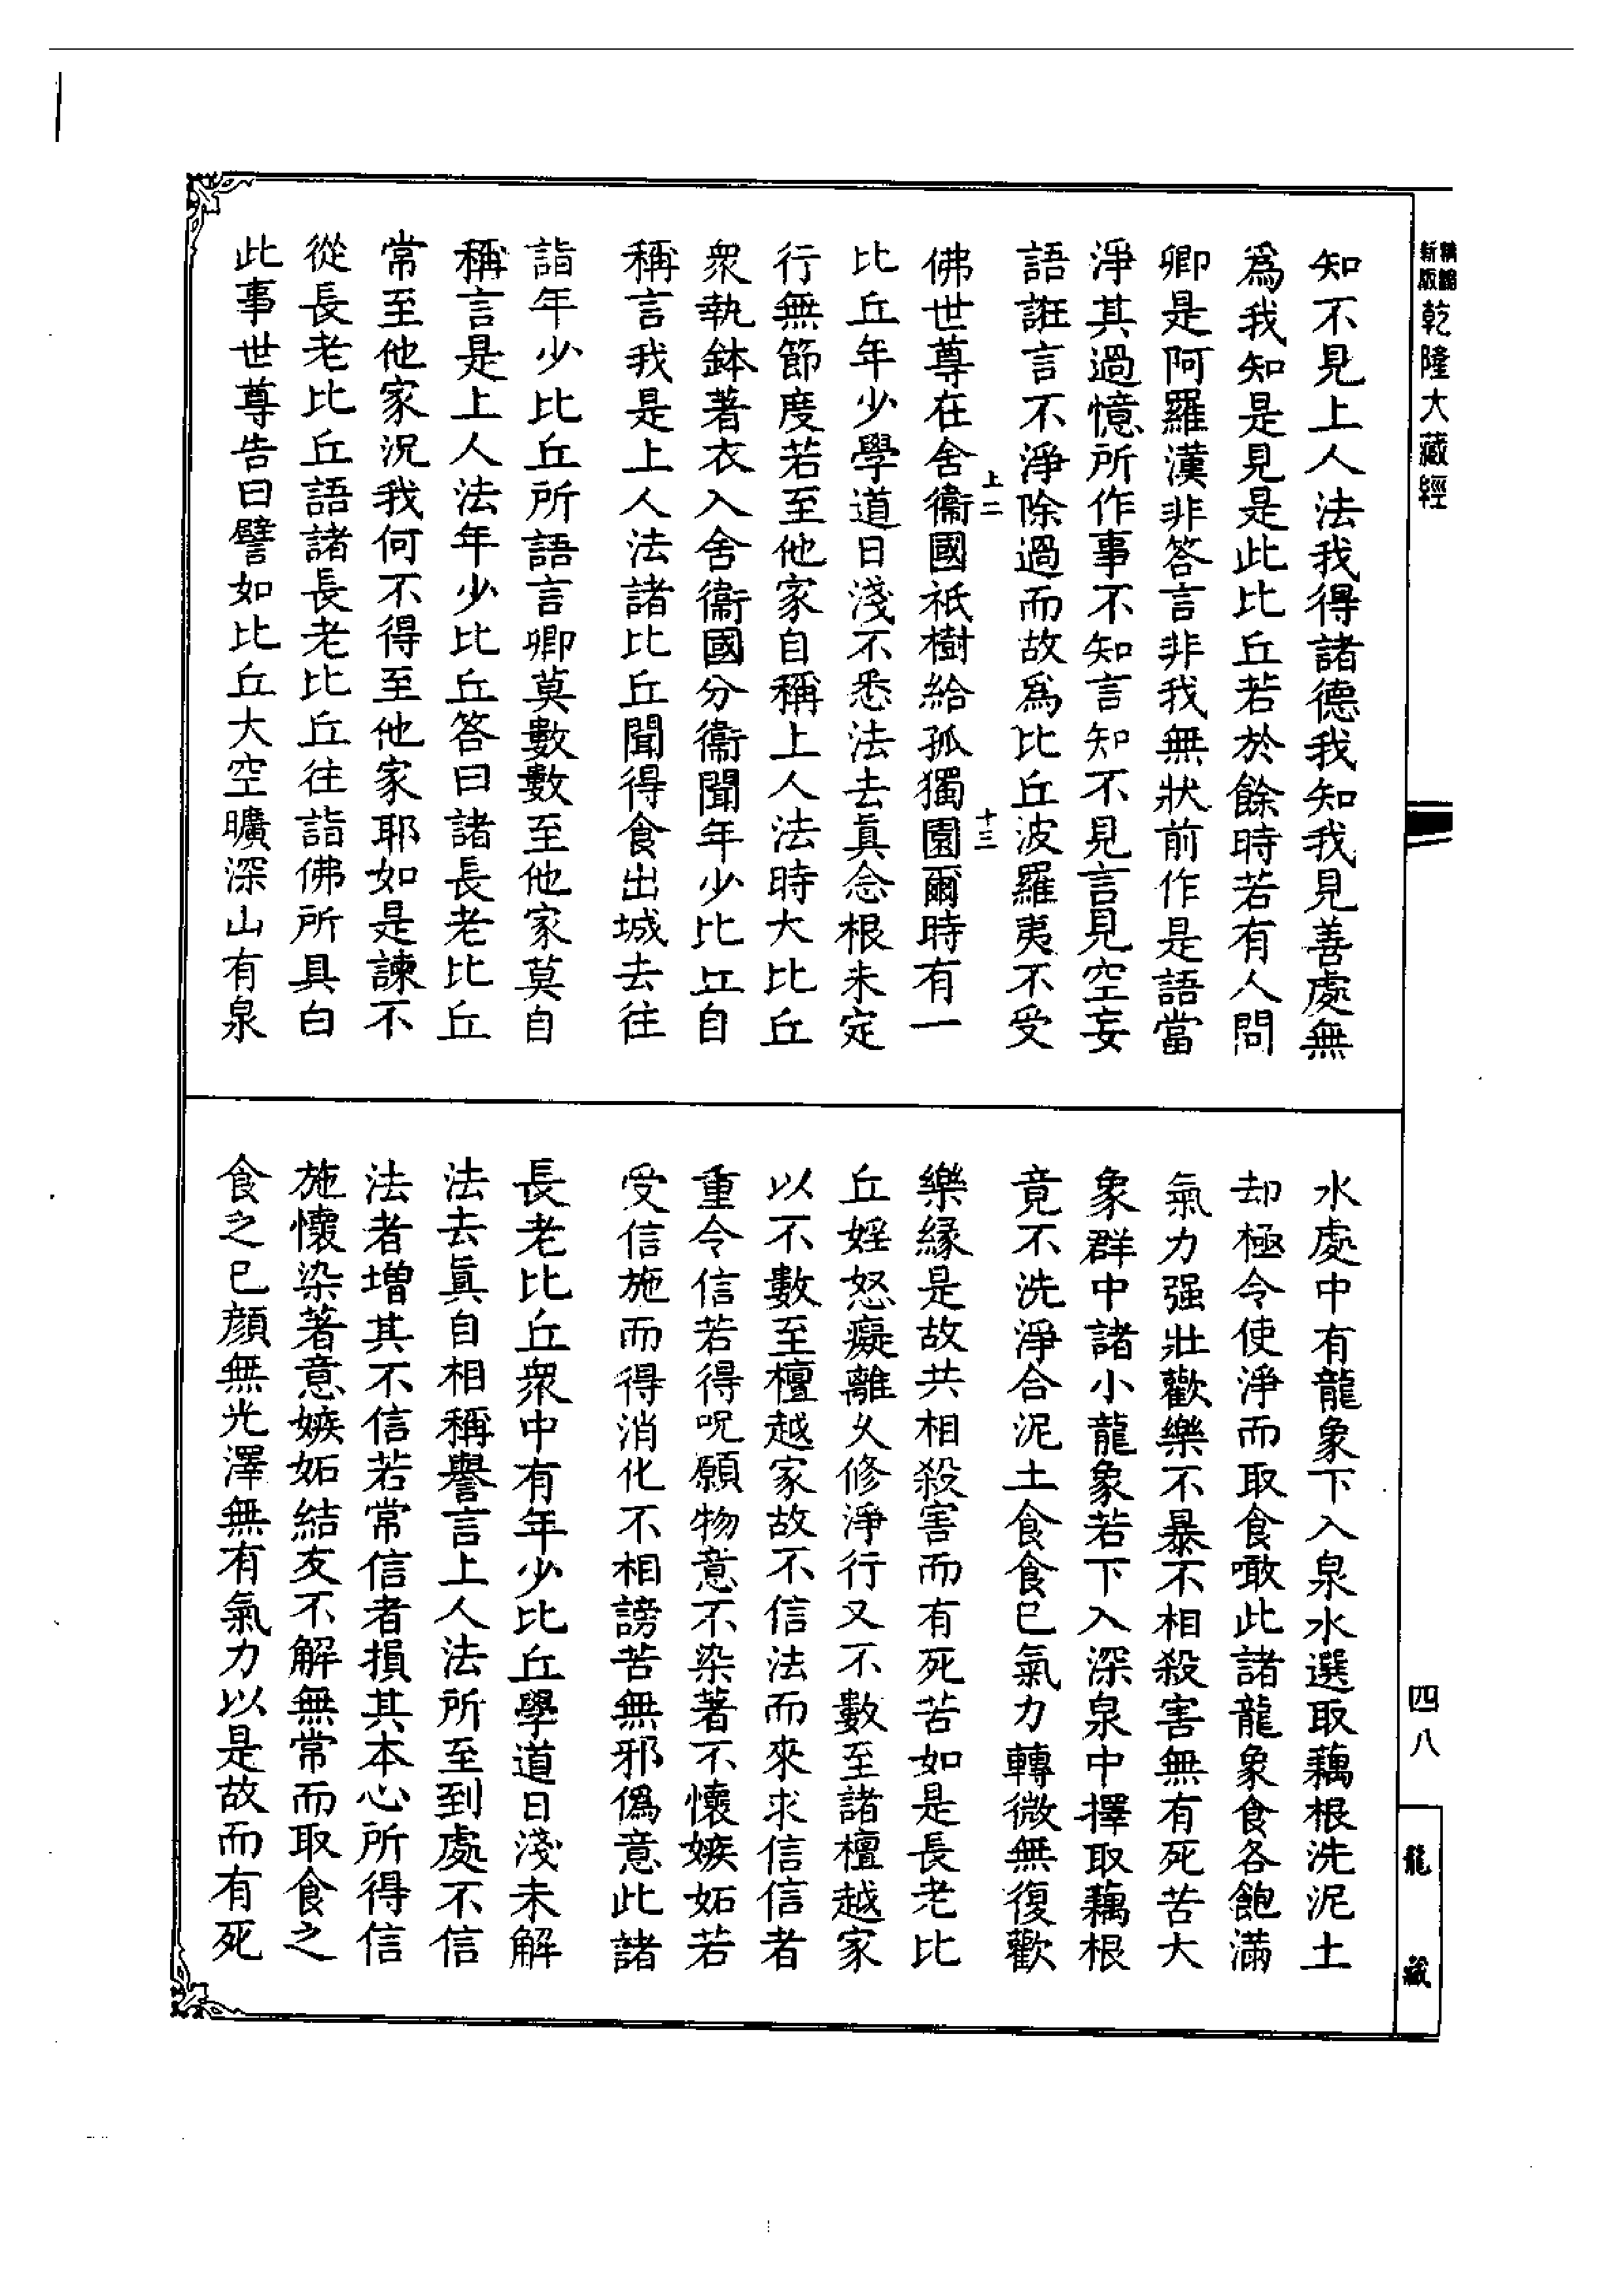 新版
精縮
乾隆大藏經
四八
龍藏
知不見上人法我得諸德我知我見善處無
爲我知是見是此比丘若於餘時若有人問
卿是阿羅漢非答言非我無狀前作是語當
淨其過憶所作事不知言知不見言見空妄
語誑言不淨除過而故爲比丘波羅夷不受
上二
十三
佛世尊在舍衞國祇樹給孤獨園爾時有一
比丘年少學道日淺不悉法去眞念根未定
行無節度若至他家自稱上人法時大比丘
衆執鉢著衣入舍衞國分衞聞年少比丘自
稱言我是上人法諸比丘聞得食出城去往
詣年少比丘所語言卿莫數數至他家莫自
稱言是上人法年少比丘答曰諸長老比丘
常至他家況我何不得至他家耶如是諫不
從長老比丘語諸長老比丘往詣佛所具白
此事世尊告曰譬如比丘大空曠深山有泉
水處中有龍象下入泉水選取藕根洗泥土
却極令使淨而取食噉此諸龍象食各飽滿
氣力强壯歡樂不暴不相殺害無有死苦大
象群中諸小龍象若下入深泉中擇取藕根
竟不洗淨合泥土食食已氣力轉微無復歡
樂緣是故共相殺害而有死苦如是長老比
丘婬怒癡離久修淨行又不數至諸檀越家
以不數至檀越家故不信法而來求信信者
重令信若得呪願物意不染著不懷嫉妬若
受信施而得消化不相謗苦無邪僞意此諸
長老比丘衆中有年少比丘學道日淺未解
法去眞自相稱譽言上人法所至到處不信
法者增其不信若常信者損其本心所得信
施懷染著意嫉妬結友不解無常而取食之
食之已顏無光澤無有氣力以是故而有死